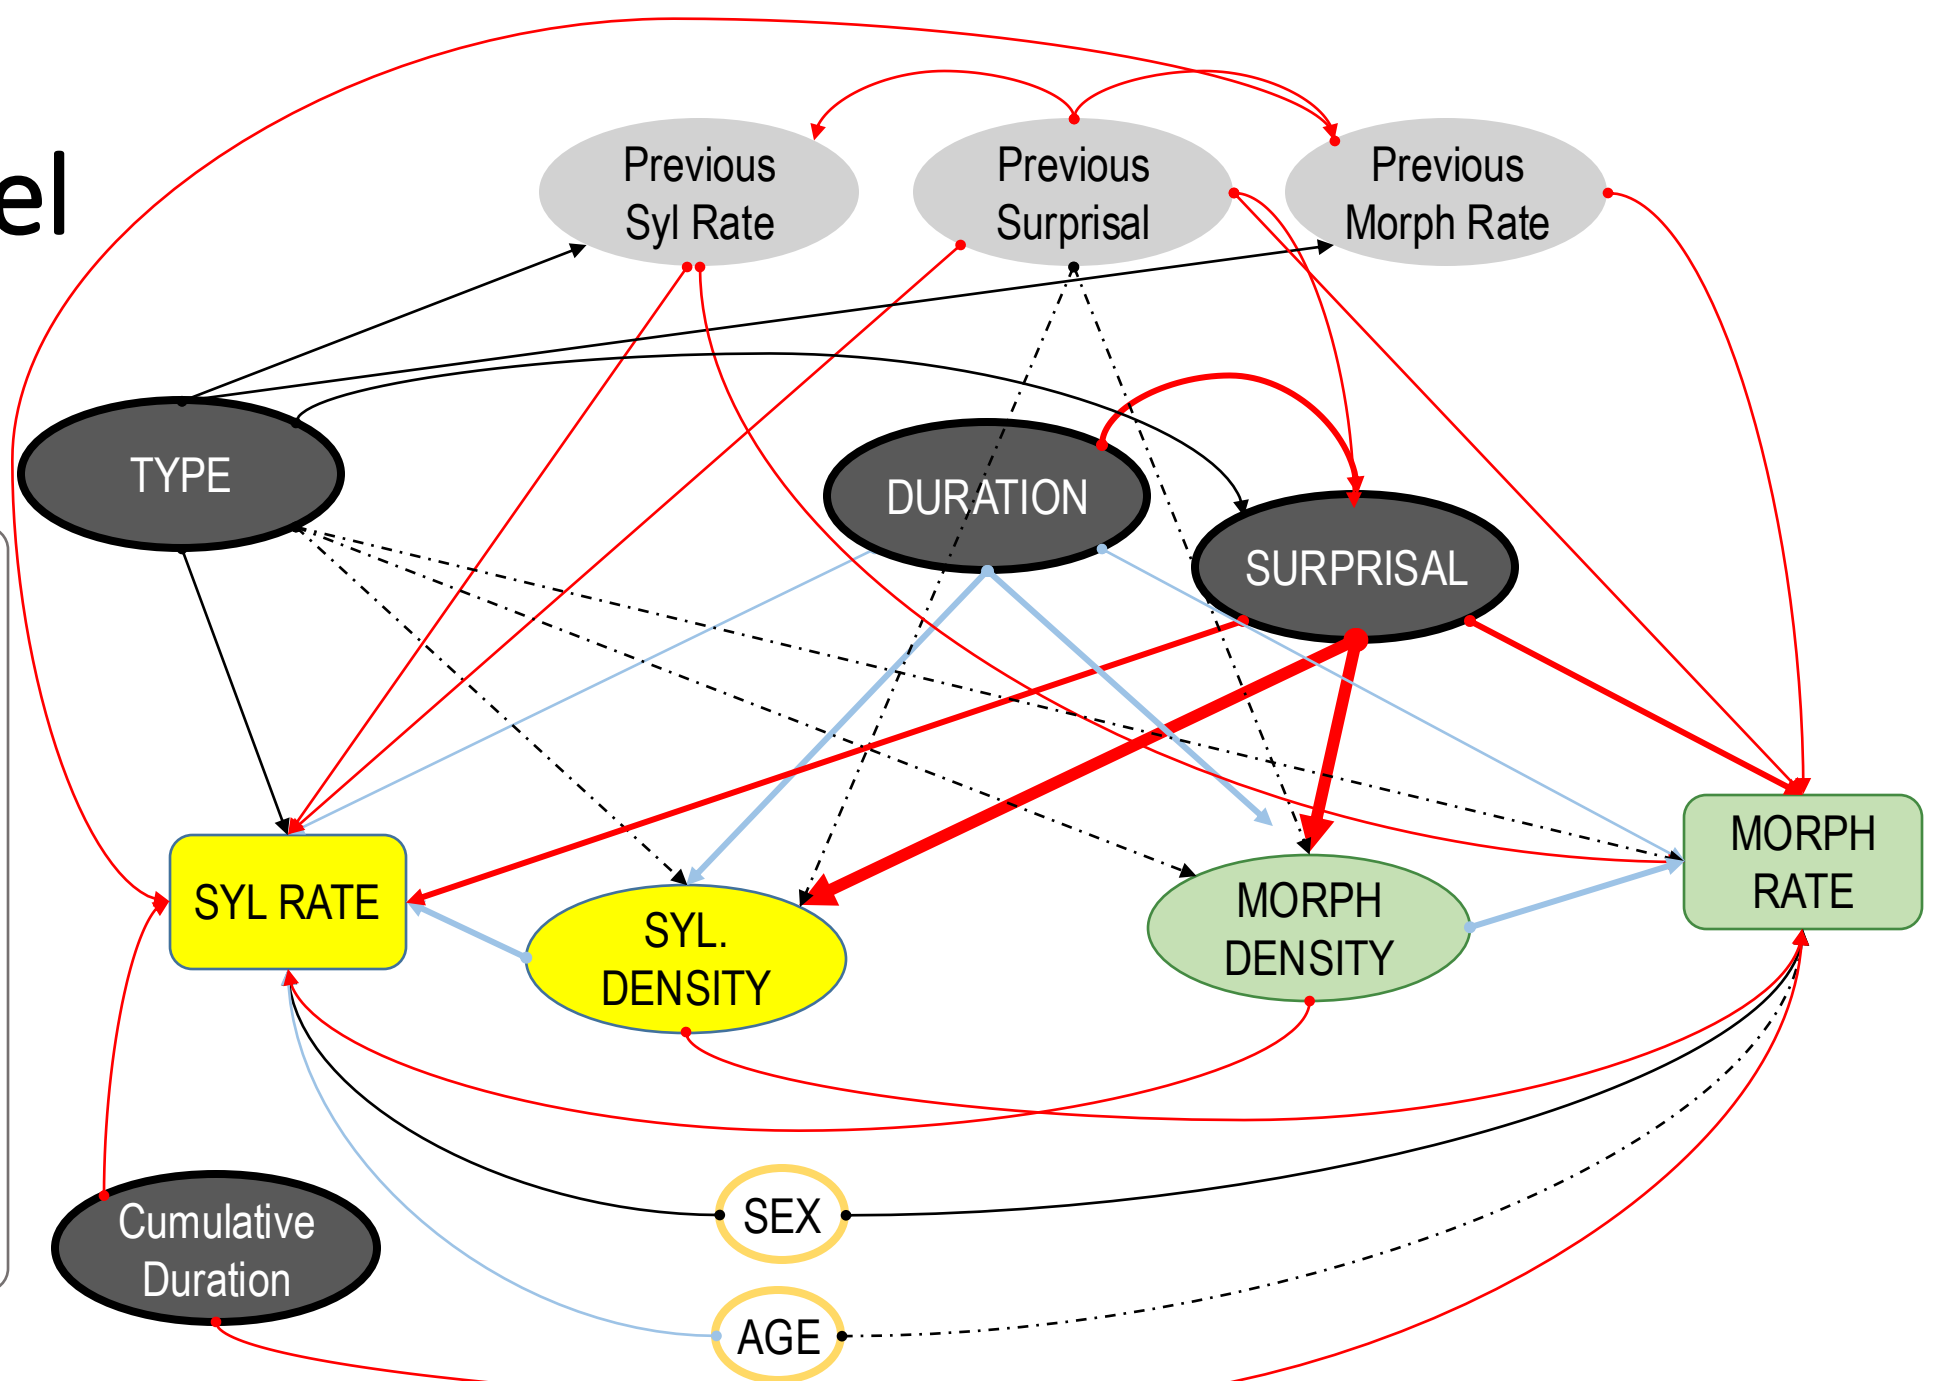 el
Previous
Syl Rate
Previous
Surprisal
Previous
Morph Rate
TYPE
DURATION
SURPRISAL
SYL RATE
SYL.
DENSITY
MORPH
DENSITY
MORPH
RATE
Cumulative
Duration
SEX
AGE